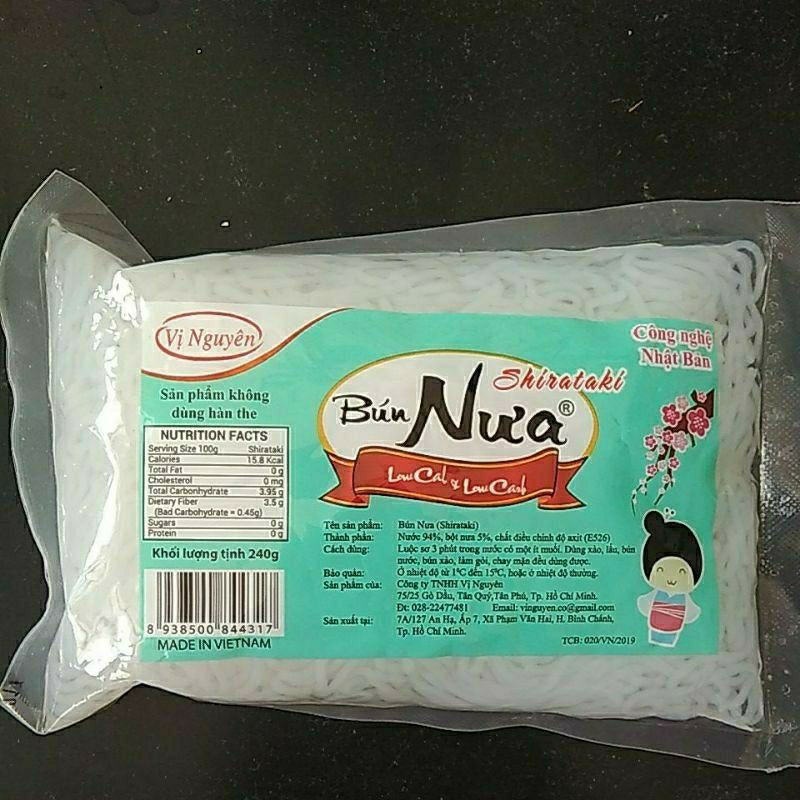 Vị Nguyên
Sản phẩm không
dùng hàn the
NUTRITION FACTS
Serving Size 100g Shirataki
Calories 15.8 Kcal
Total Fat 0 g
Cholesterol 0 mg
Total Carbonhydrate 3.95 g
Dietary Fiber 3.5 g
(Bad Carbohydrate = 0.45g)
Sugars 0 g
Protein 0 g
Khối lượng tịnh 240g
8 938500 844317
MADE IN VIETNAM
Shirataki
Bún Nưa®
Low Cal & Low Carb
Công nghệ
Nhật Bản
Tên sản phẩm: Bún Nưa (Shirataki)
Thành phần: Nước 94%, bột nưa 5%, chất điều chỉnh độ axit (E526)
Cách dùng: Luộc sơ 3 phút trong nước có một ít muối. Dùng xào, lẩu, bún
nước, bún xào, làm gỏi, chay mặn đều dùng được.
Bảo quản: Ở nhiệt độ từ 1ºC đến 15ºC, hoặc ở nhiệt độ thường.
Sản phẩm của: Công ty TNHH Vị Nguyên
75/25 Gò Dầu, Tân Quý, Tân Phú, Tp. Hồ Chí Minh.
Đt: 028-22477481 Email: vinguyen.co@gmail.com
Sản xuất tại: 7A/127 An Hạ, Ấp 7, Xã Phạm Văn Hai, H. Bình Chánh,
Tp. Hồ Chí Minh.
TCB: 020/VN/2019